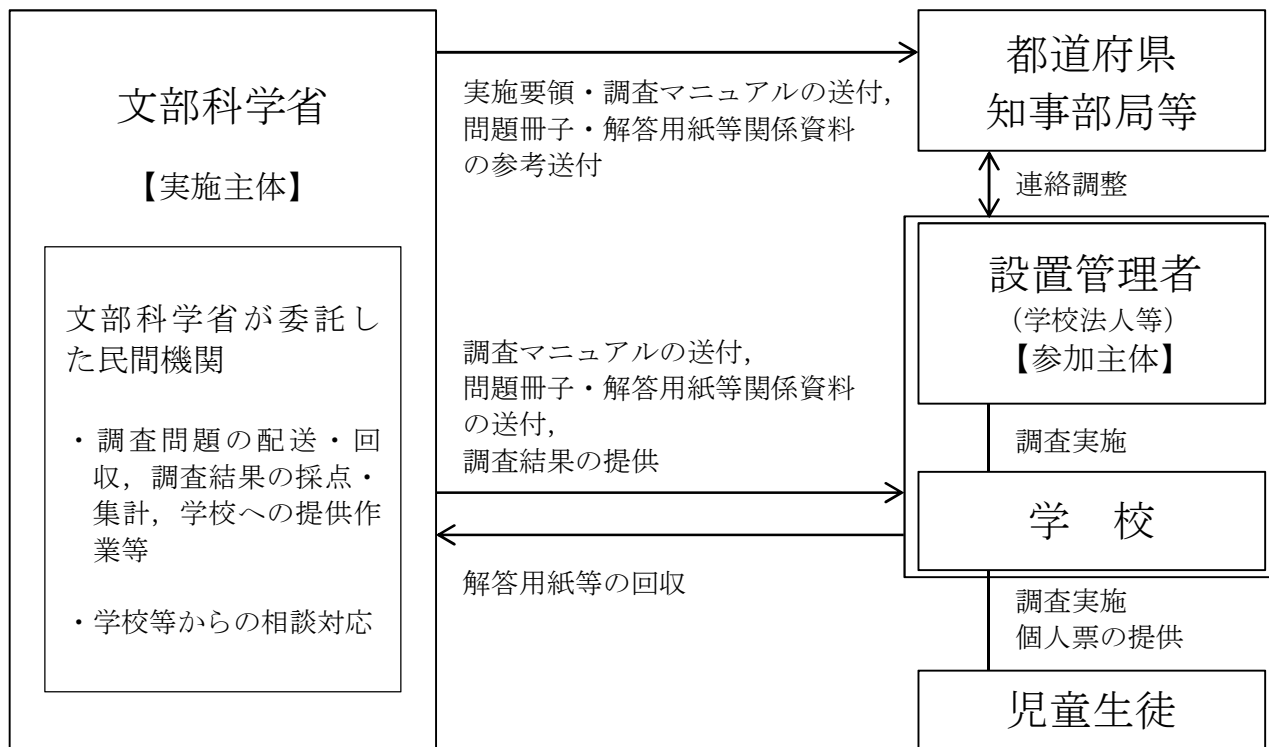 文部科学省
【実施主体】
文部科学省が委託し
た民間機関
・調査問題の配送・回
収，調査結果の採点・
集計，学校への提供作
業等
・学校等からの相談対応
実施要領・調査マニュアルの送付，
問題冊子・解答用紙等関係資料
の参考送付
調査マニュアルの送付，
問題冊子・解答用紙等関係資料
の送付，
調査結果の提供
解答用紙等の回収
都道府県
知事部局等
連絡調整
設置管理者
（学校法人等）
【参加主体】
調査実施
学　校
調査実施
個人票の提供
児童生徒